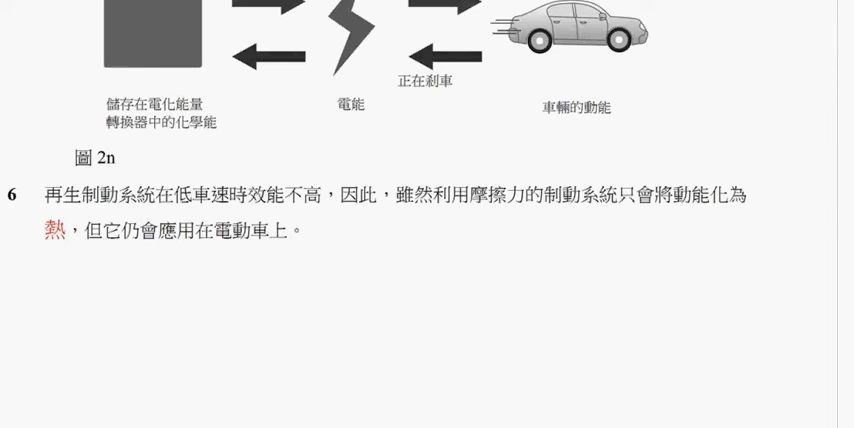 正在剎車
儲存在電化能量
轉換器中的化學能
電能
車輛的動能
圖 2n
6 再生制動系統在低車速時效能不高，因此，雖然利用摩擦力的制動系統只會將動能化為
熱，但它仍會應用在電動車上。